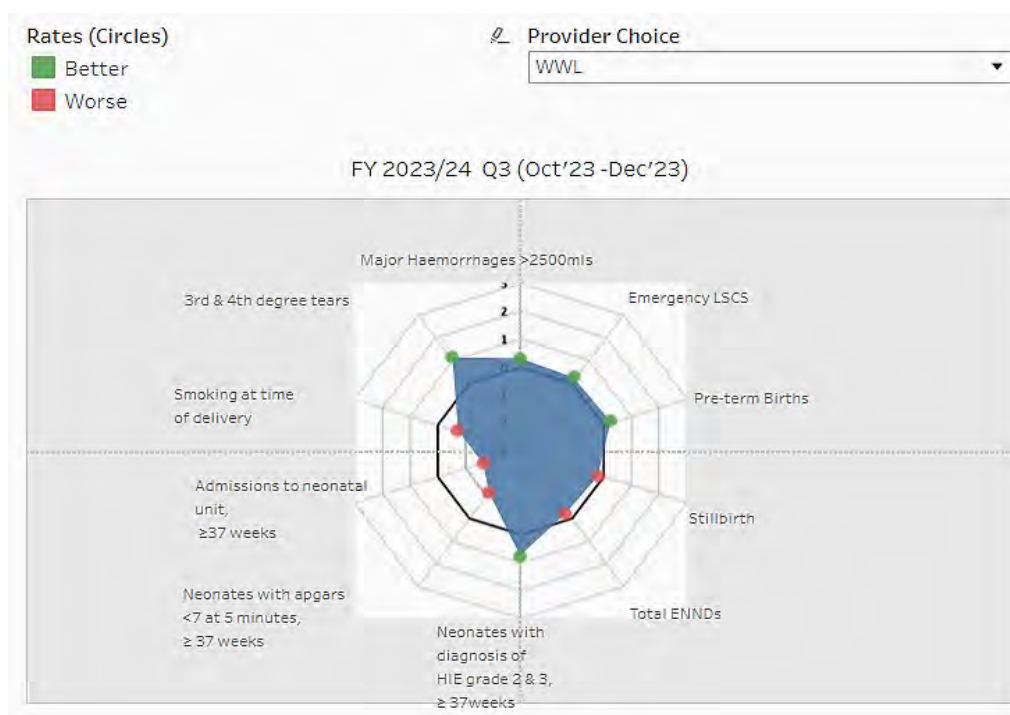 Rates (Circles)
Better
Worse
Provider Choice
WWL
FY 2023/24 Q3 (Oct'23 -Dec'23)
Major Haemorrhages >2500mls
3rd & 4th degree tears
Emergency LSCS
3
2
1
0
Smoking at time
of delivery
Pre-term Births
Admissions to neonatal
unit,
≥37 weeks
Stillbirth
Neonates with apgars
<7 at 5 minutes,
≥ 37 weeks
Total ENNDs
Neonates with
diagnosis of
HIE grade 2 & 3,
≥ 37weeks